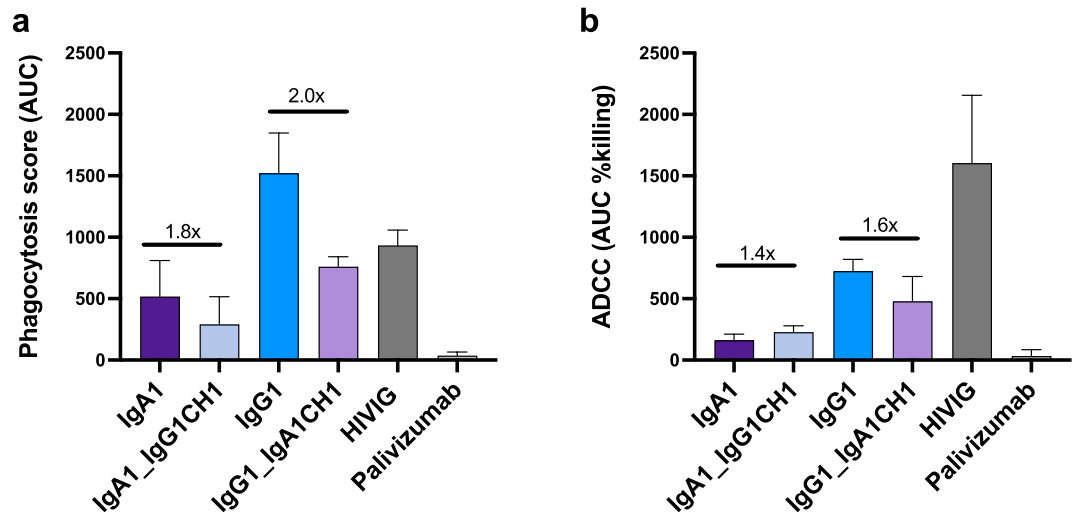 a
Phagocytosis score (AUC)
2500
2000
1500
1000
500
0
1.8x
2.0x
IgA1
IgA1_IgG1CH1
IgG1
IgG1_IgA1CH1
HIVIG
Palivizumab
b
ADCC (AUC %killing)
2500
2000
1500
1000
500
0
1.4x
1.6x
IgA1
IgA1_IgG1CH1
IgG1
IgG1_IgA1CH1
HIVIG
Palivizumab